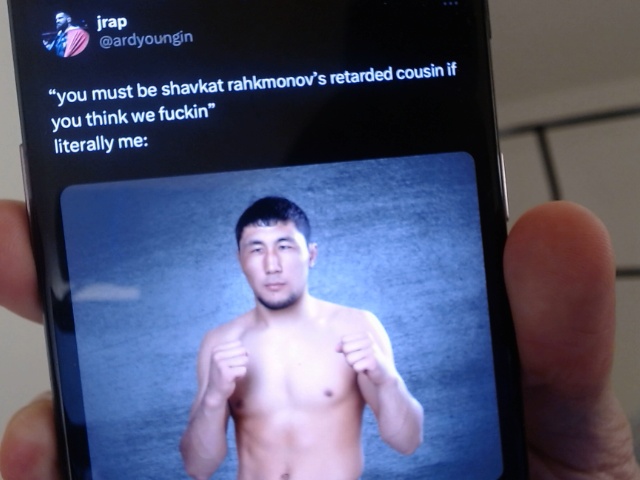 jrap
@ardyoungin
“you must be shavkat rahkmonov’s retarded cousin if
you think we fuckin”
literally me: